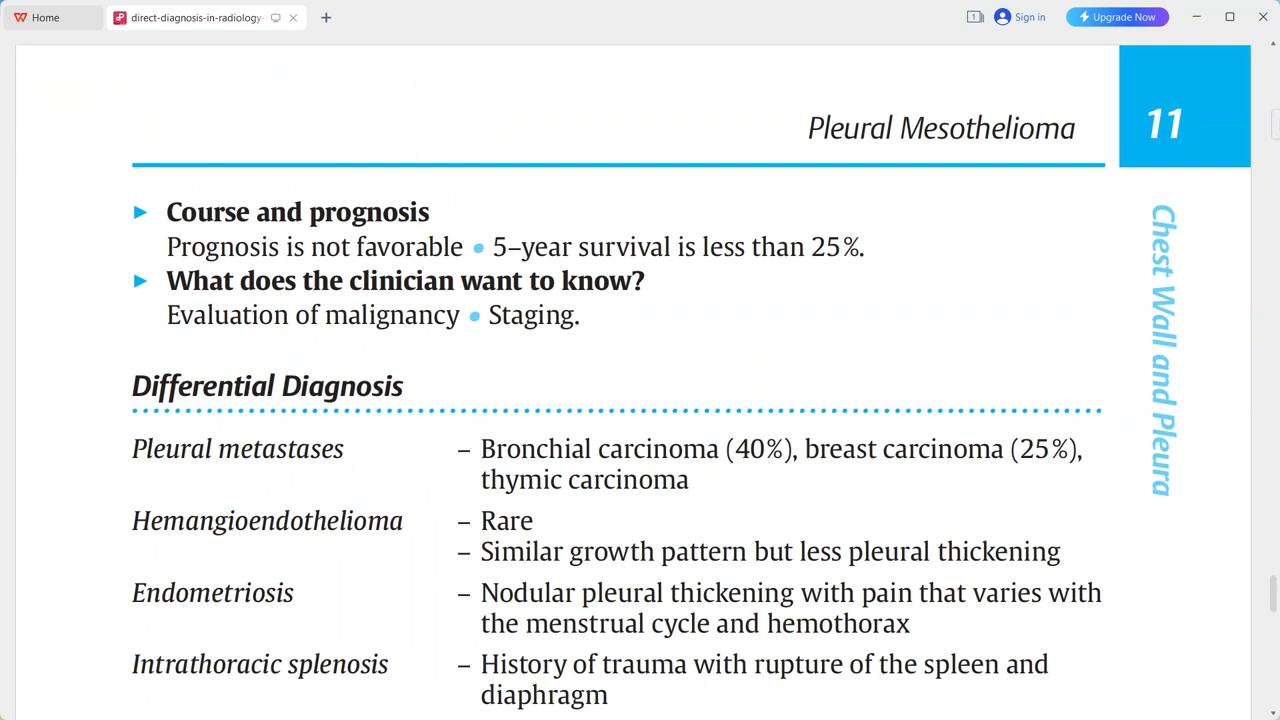 Home
direct-diagnosis-in-radiology-
1
Sign in
Upgrade Now
Pleural Mesothelioma
11
Chest Wall and Pleura
► Course and prognosis
Prognosis is not favorable • 5–year survival is less than 25%.
► What does the clinician want to know?
Evaluation of malignancy • Staging.
Differential Diagnosis
Pleural metastases – Bronchial carcinoma (40%), breast carcinoma (25%),
thymic carcinoma
Hemangioendothelioma – Rare
– Similar growth pattern but less pleural thickening
Endometriosis – Nodular pleural thickening with pain that varies with
the menstrual cycle and hemothorax
Intrathoracic splenosis – History of trauma with rupture of the spleen and
diaphragm